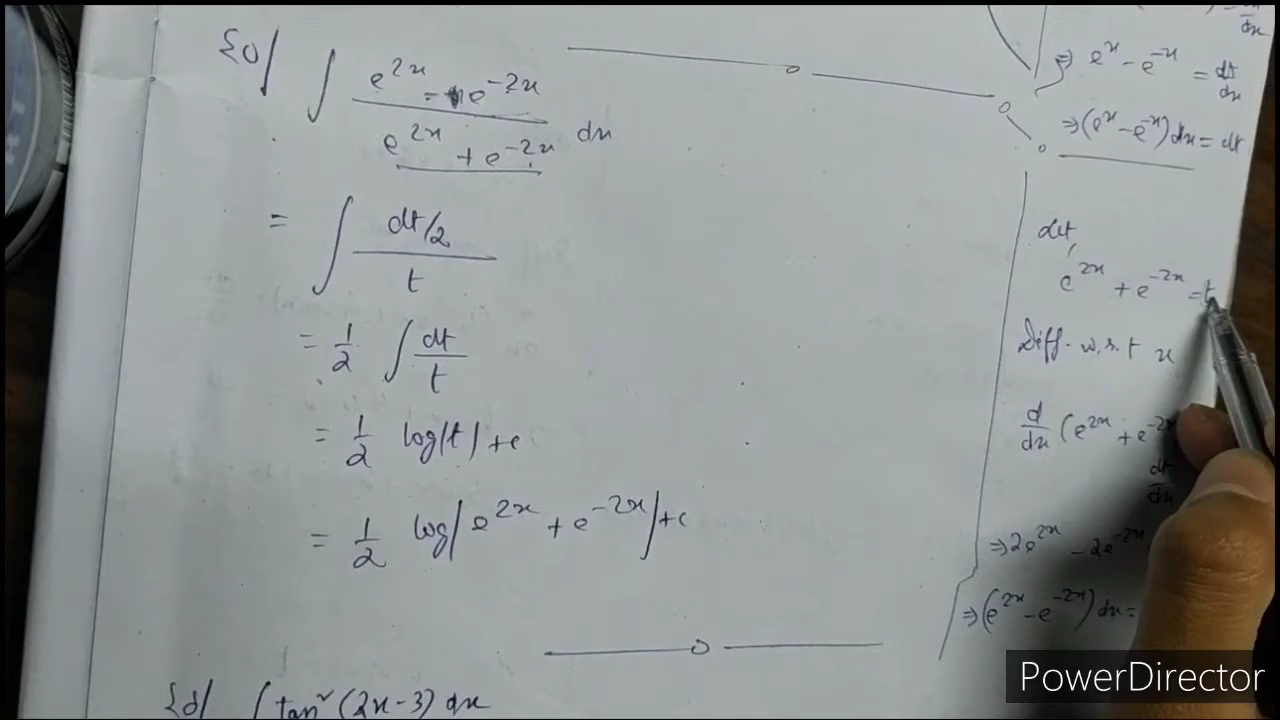 ∫ e^2x - e^-2x / e^2x + e^-2x dx
= ∫ dt/2 / t
= 1/2 ∫ dt/t
= 1/2 log|t| + c
= 1/2 log|e^2x + e^-2x| + c
∫ tan² (2x-3) dx
dx
⇒ e^x - e^-x = dt/dx
⇒ (e^x - e^-x) dx = dt
Let,
e^2x + e^-2x = t
Diff. w.r.t x
d/dx (e^2x + e^-2x
dt/dx
⇒ 2e^2x - 2e^-2x
⇒ (e^2x - e^-2x) dx =
PowerDirector